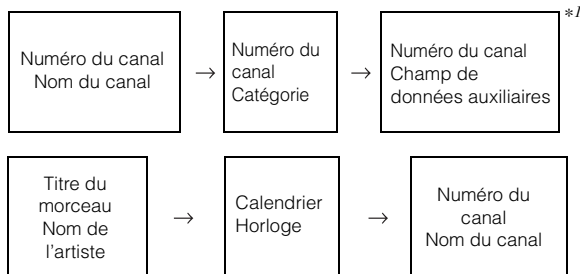 Numéro du canal
Nom du canal
→
Numéro du
canal
Catégorie
→
Numéro du canal
Champ de
données auxiliaires
*1
Titre du
morceau
Nom de
l'artiste
→
Calendrier
Horloge
→
Numéro du
canal
Nom du canal